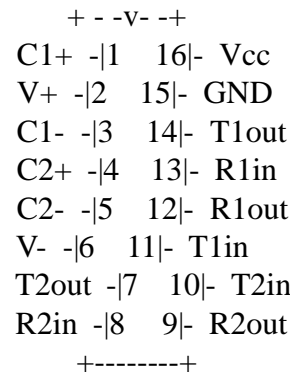 + - -v- -+
C1+ -|1 16|- Vcc
V+ -|2 15|- GND
C1- -|3 14|- T1out
C2+ -|4 13|- R1in
C2- -|5 12|- R1out
V- -|6 11|- T1in
T2out -|7 10|- T2in
R2in -|8 9|- R2out
+--------+